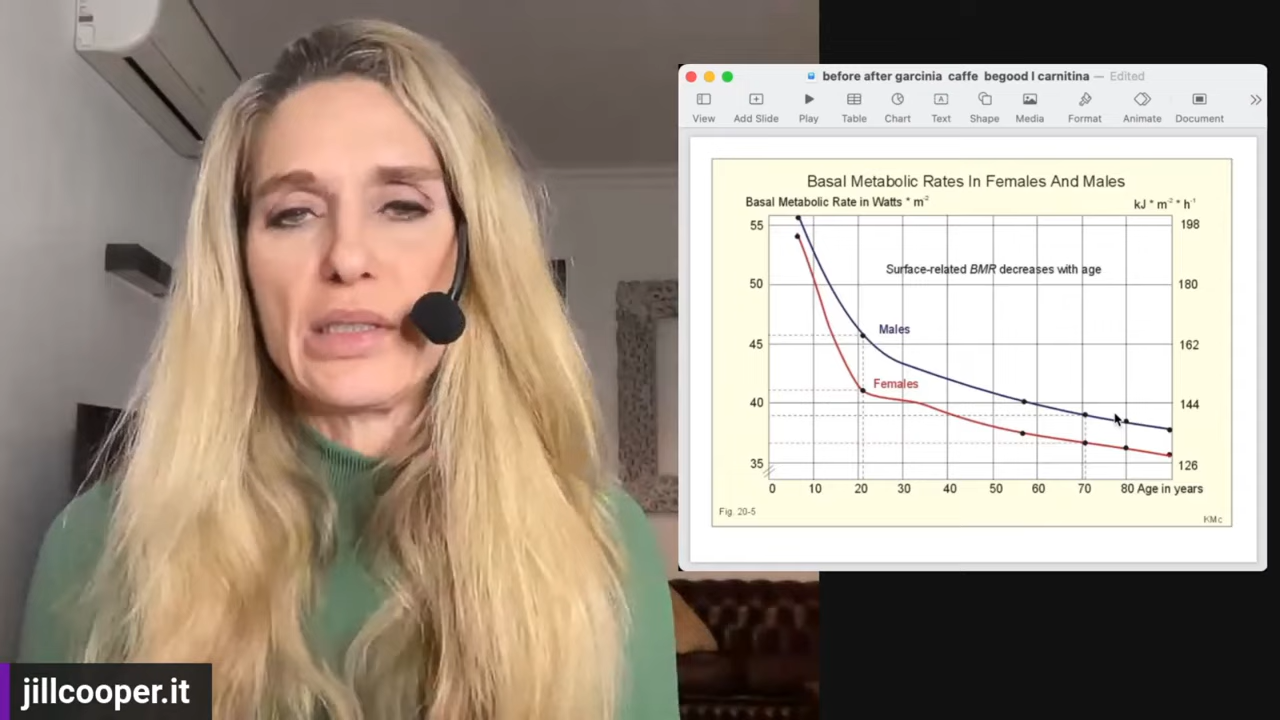 before after garcinia caffe begood l carnitina — Edited
View Add Slide Play Table Chart Text Shape Media Format Animate Document
Basal Metabolic Rates In Females And Males
Basal Metabolic Rate in Watts * m-2
kJ * m-2 * h-1
55
198
Surface-related BMR decreases with age
50
180
Males
45
162
Females
40
144
35
126
0 10 20 30 40 50 60 70 80 Age in years
Fig. 20-5
KMc
jillcooper.it